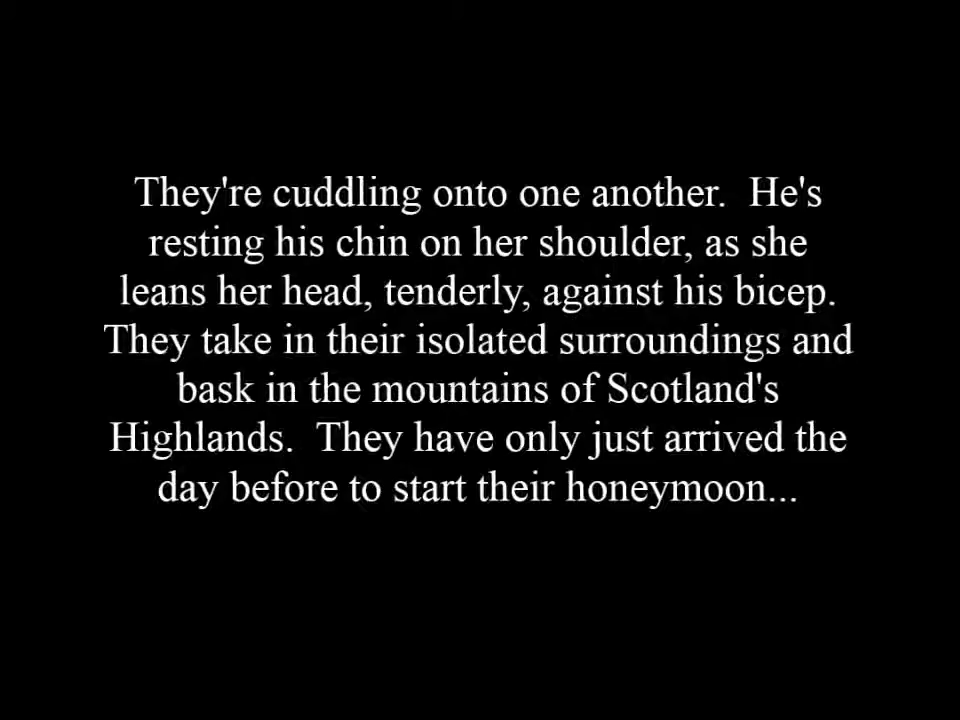 They're cuddling onto one another.  He's
resting his chin on her shoulder, as she
leans her head, tenderly, against his bicep.
They take in their isolated surroundings and
bask in the mountains of Scotland's
Highlands.  They have only just arrived the
day before to start their honeymoon...